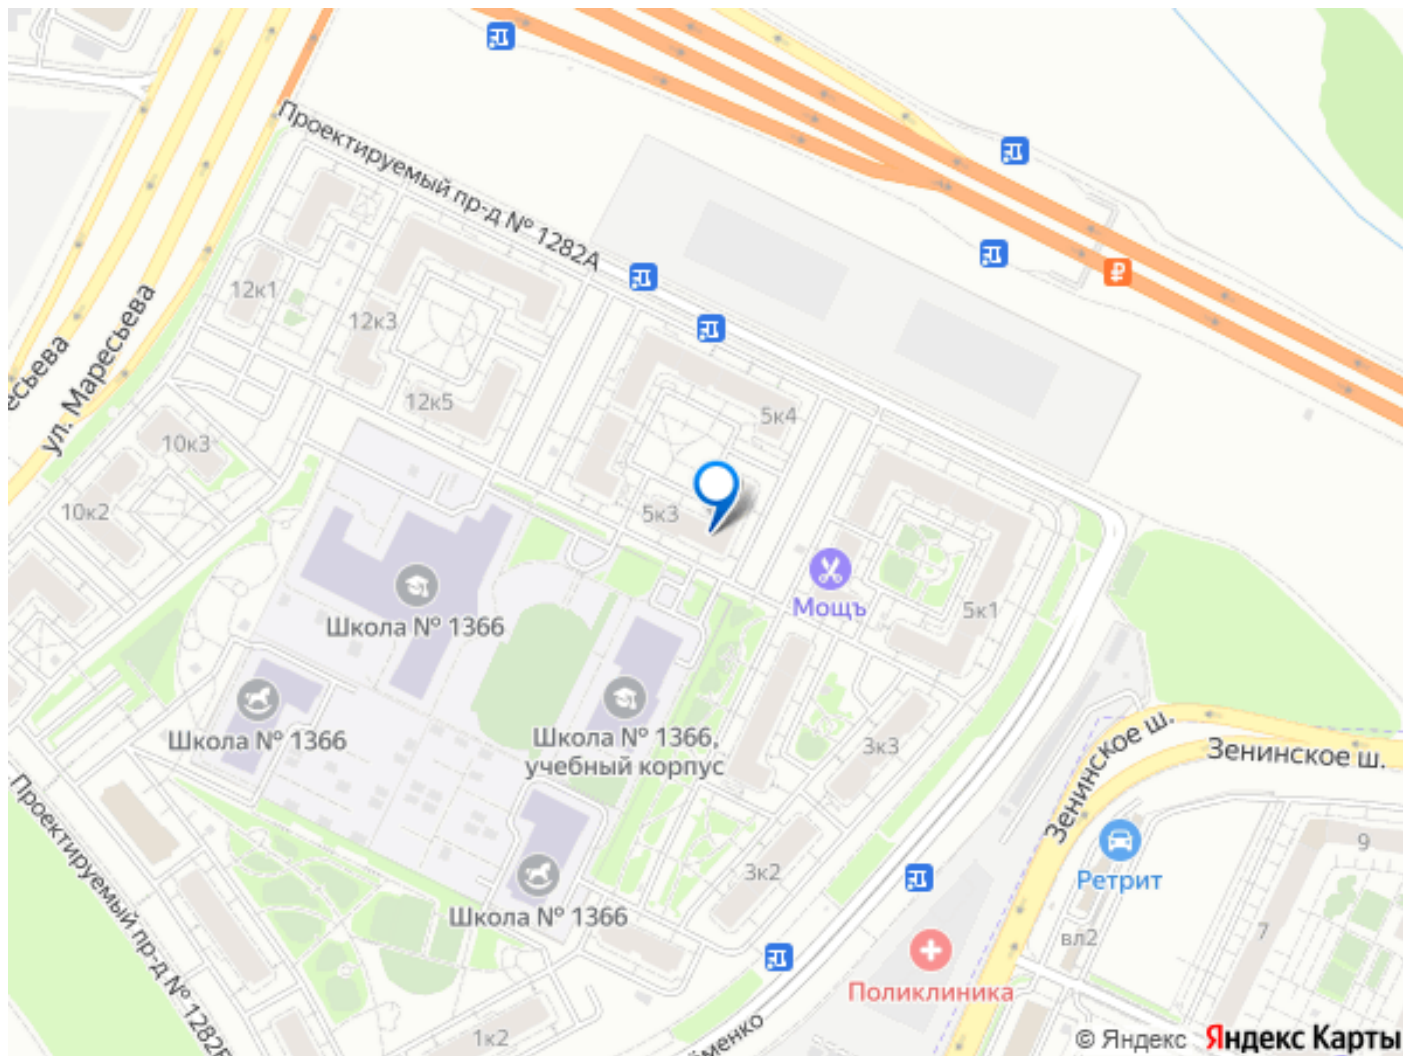 Проектируемый пр-д № 1282А
12к1
12к3
ул. Маресьева
12к5
5к4
10к3
10к2
5к3
Мощъ
5к1
Школа № 1366
Школа № 1366
Школа № 1366,
учебный корпус
3к3
Зенинское ш.
Зенинское ш.
Проектируемый пр-д № 1282
9
3к2
Ретрит
Школа № 1366
7
вл2
Поликлиника
1к2
© Яндекс Яндекс Карты